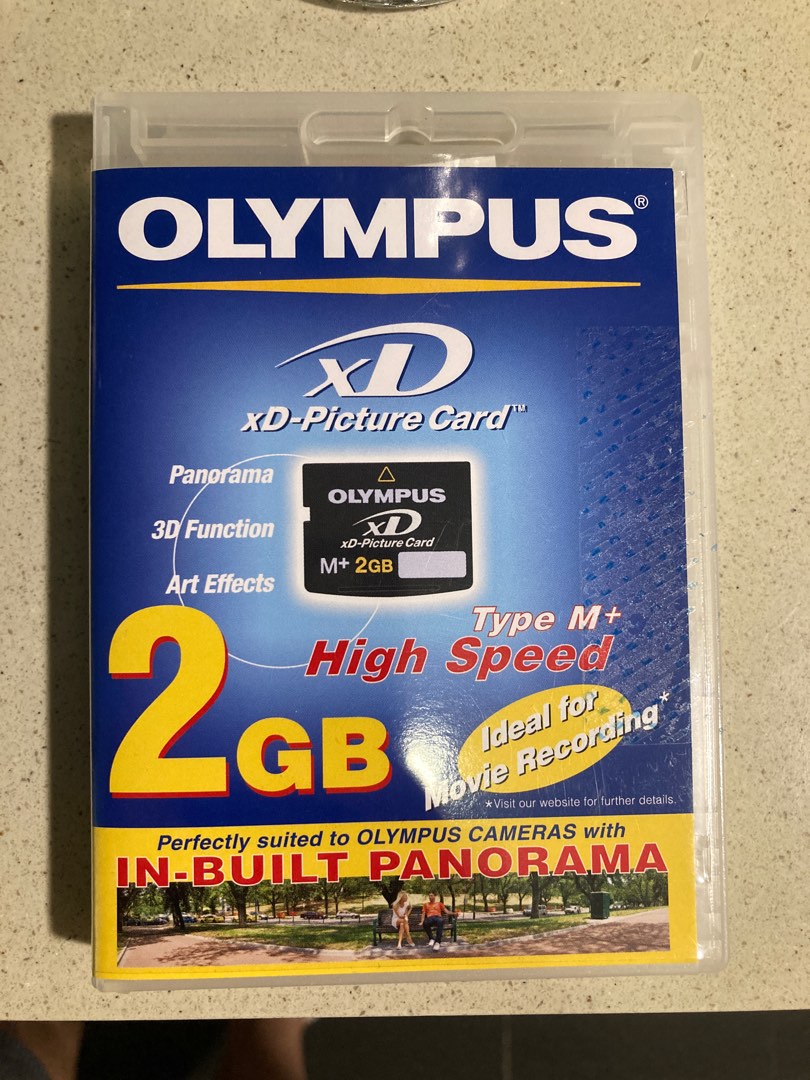 OLYMPUS®
xD
xD-Picture Card™
Panorama
3D Function
Art Effects
OLYMPUS
xD
xD-Picture Card
M+ 2GB
Type M+
High Speed
2GB
Ideal for
Movie Recording*
*Visit our website for further details.
Perfectly suited to OLYMPUS CAMERAS with
IN-BUILT PANORAMA